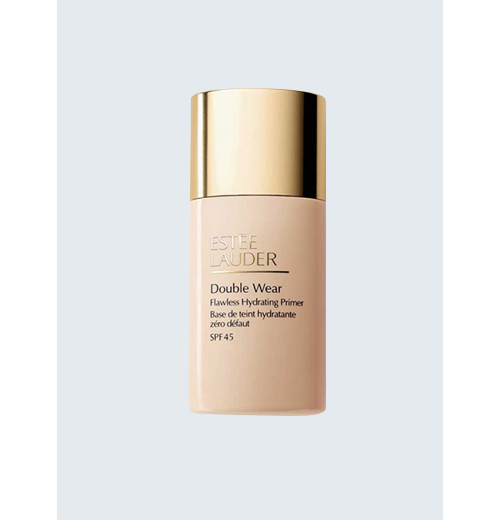 ESTĒE
LAUDER
Double Wear
Flawless Hydrating Primer
Base de teint hydratante
zéro défaut
SPF45